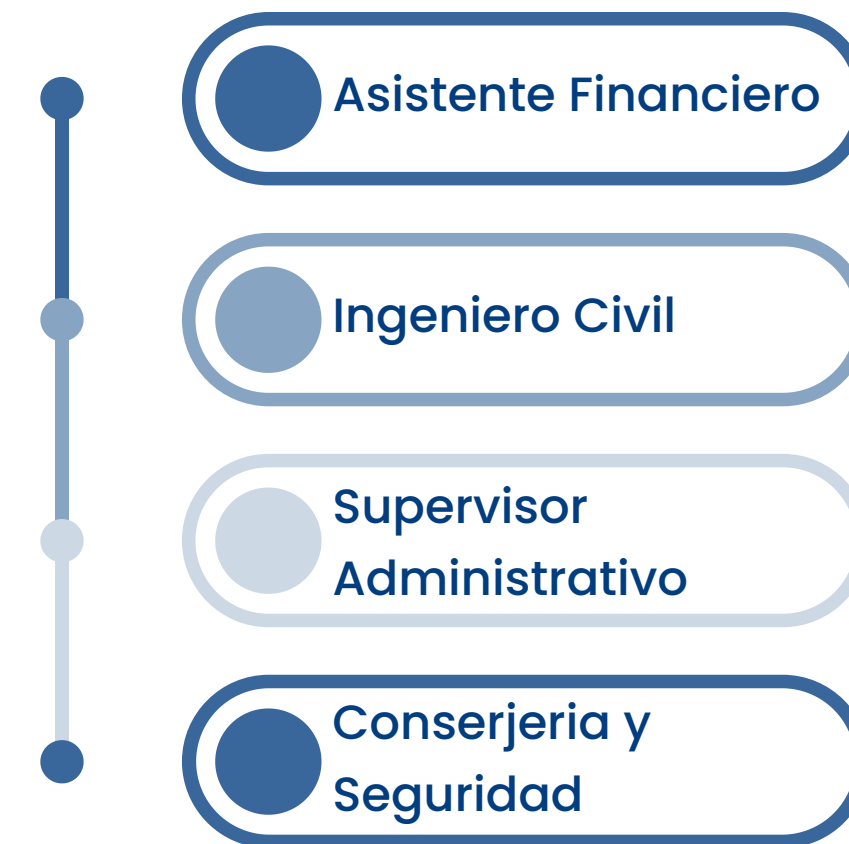 Asistente Financiero
Ingeniero Civil
Supervisor
Administrativo
Conserjeria y
Seguridad